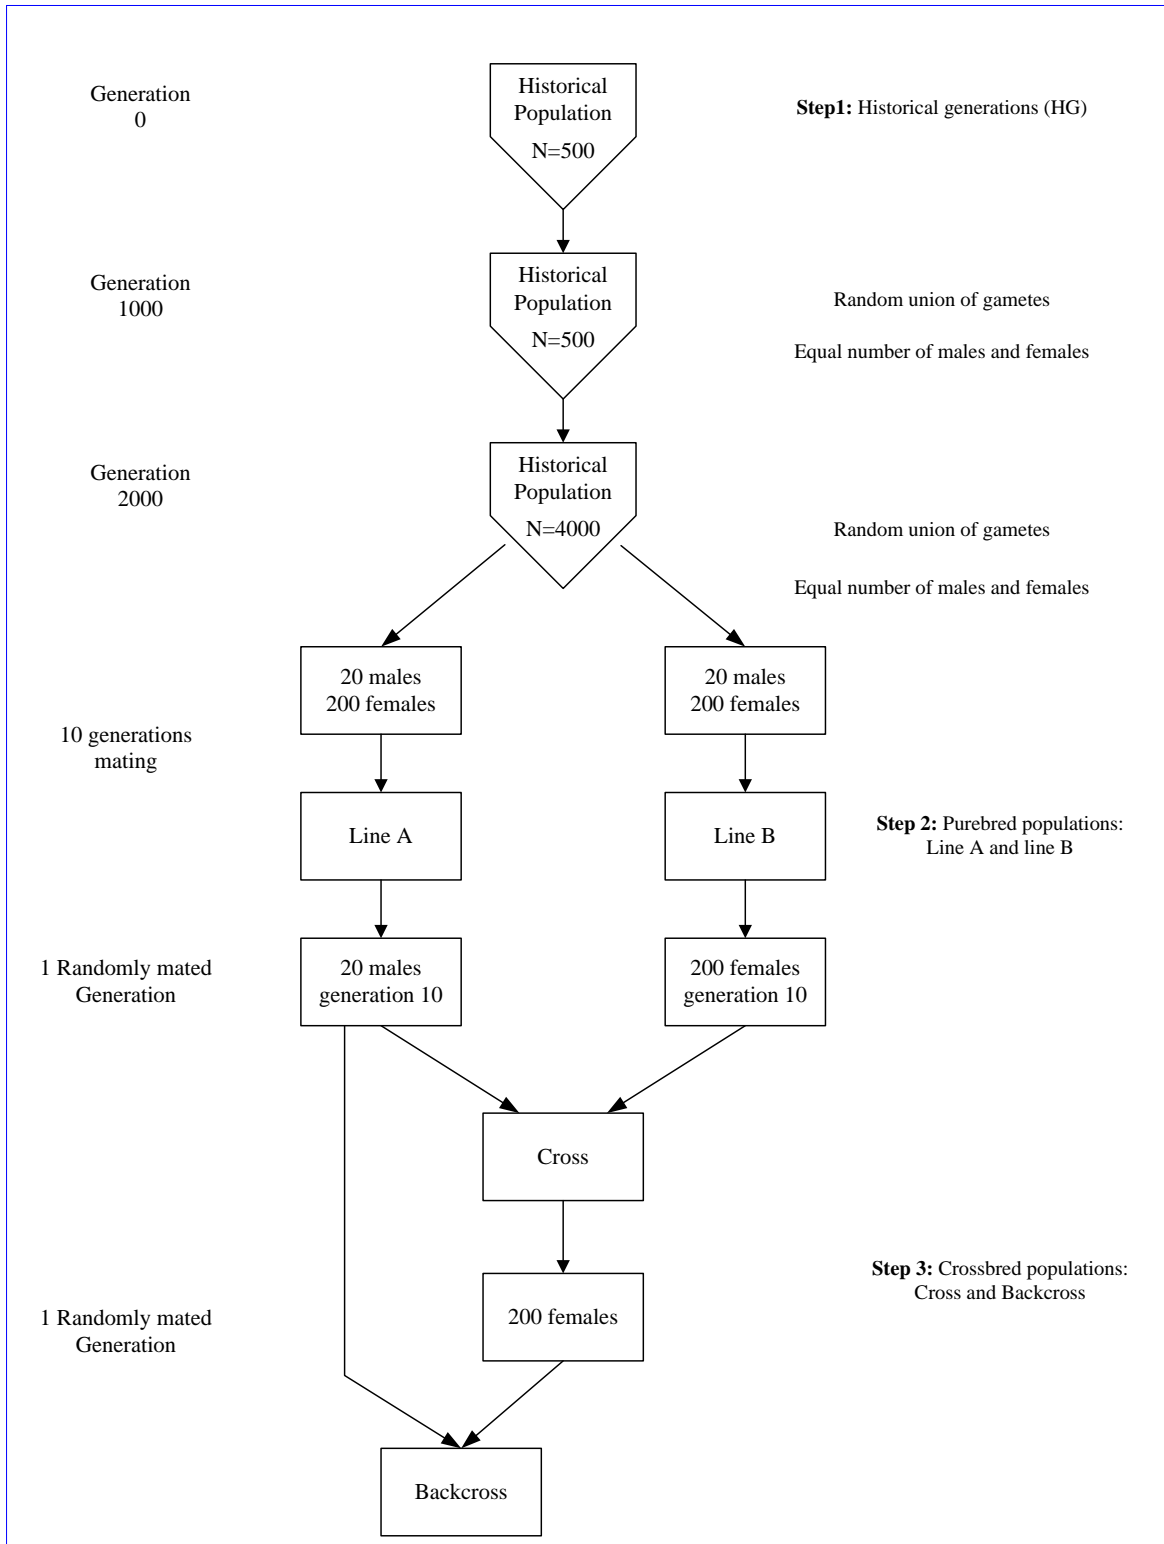 Generation
0
Historical
Population
N=500
Step1: Historical generations (HG)
Generation
1000
Historical
Population
N=500
Random union of gametes
Equal number of males and females
Generation
2000
Historical
Population
N=4000
Random union of gametes
Equal number of males and females
20 males
200 females
20 males
200 females
10 generations
mating
Line A
Line B
Step 2: Purebred populations:
Line A and line B
1 Randomly mated
Generation
20 males
generation 10
200 females
generation 10
Cross
Step 3: Crossbred populations:
Cross and Backcross
1 Randomly mated
Generation
200 females
Backcross